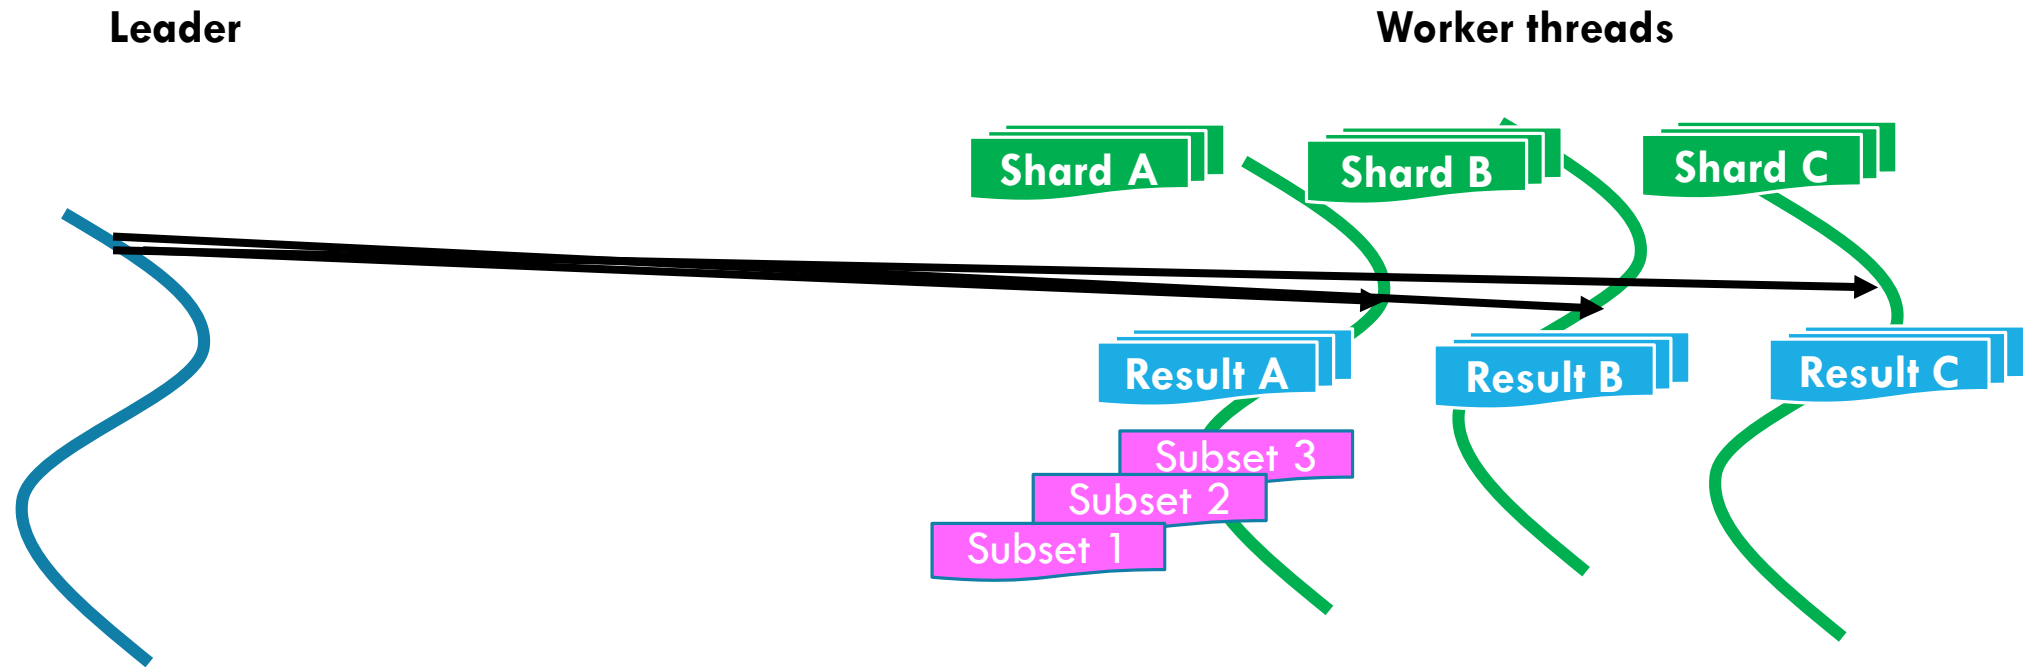 Leader
Worker threads
Shard A
Shard B
Shard C
Result A
Result B
Result C
Subset 3
Subset 2
Subset 1